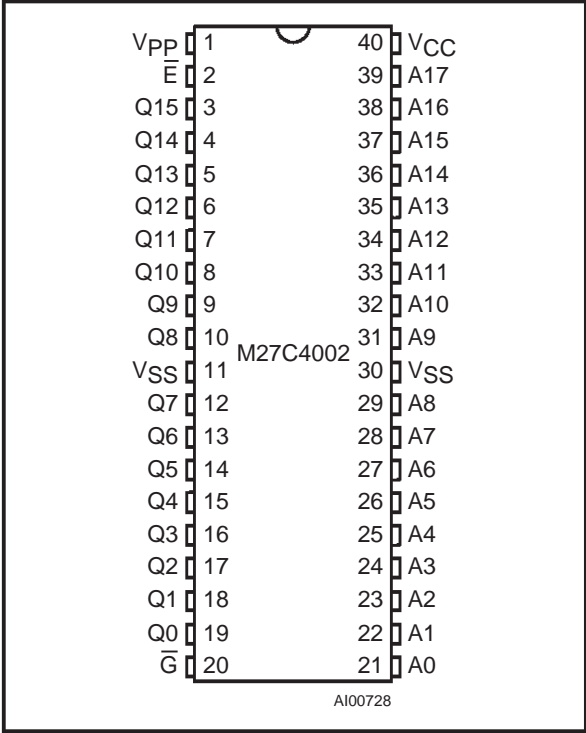 VPP 1 40 VCC
E 2 39 A17
Q15 3 38 A16
Q14 4 37 A15
Q13 5 36 A14
Q12 6 35 A13
Q11 7 34 A12
Q10 8 33 A11
Q9 9 32 A10
Q8 10 31 A9
M27C4002
VSS 11 30 VSS
Q7 12 29 A8
Q6 13 28 A7
Q5 14 27 A6
Q4 15 26 A5
Q3 16 25 A4
Q2 17 24 A3
Q1 18 23 A2
Q0 19 22 A1
G 20 21 A0
AI00728